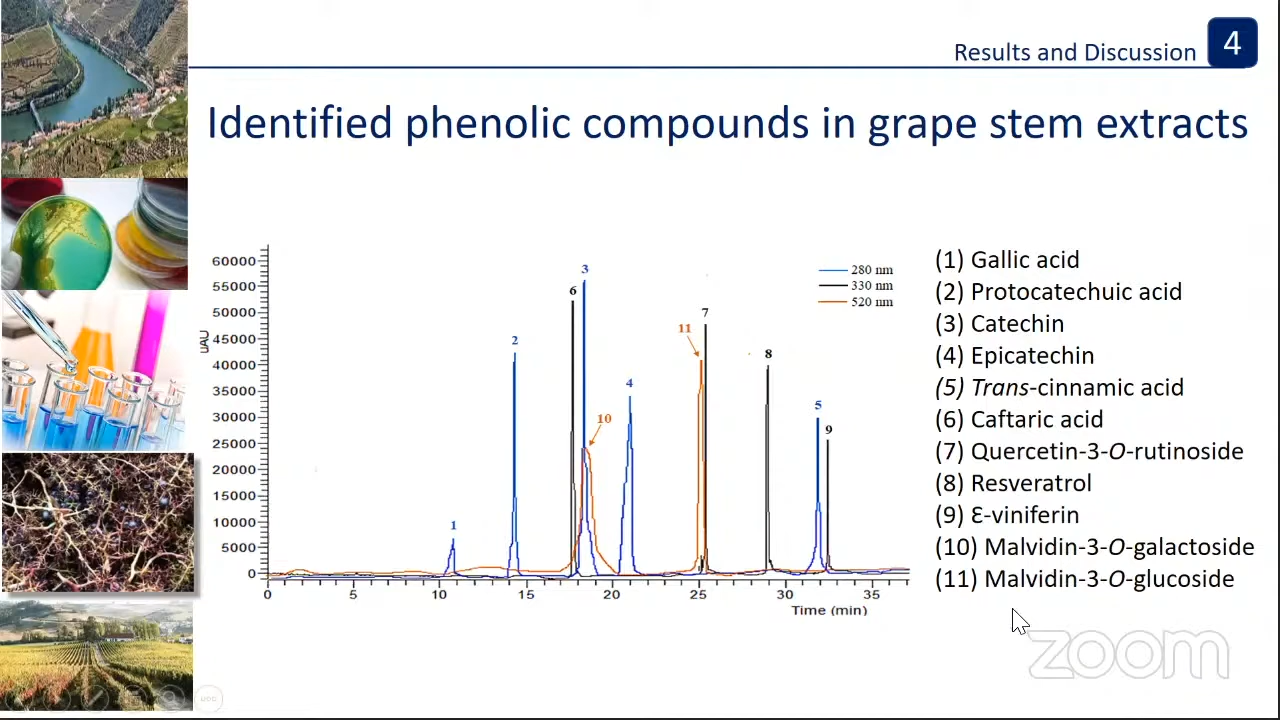 Results and Discussion 4
Identified phenolic compounds in grape stem extracts
60000
55000
50000
45000
40000
35000
30000
25000
20000
15000
10000
5000
0
uAU
0 5 10 15 20 25 30 35
Time (min)
1
2
6
3
10
4
11
7
8
5
9
280 nm
330 nm
520 nm
(1) Gallic acid
(2) Protocatechuic acid
(3) Catechin
(4) Epicatechin
(5) Trans-cinnamic acid
(6) Caftaric acid
(7) Quercetin-3-O-rutinoside
(8) Resveratrol
(9) Ɛ-viniferin
(10) Malvidin-3-O-galactoside
(11) Malvidin-3-O-glucoside
zoom